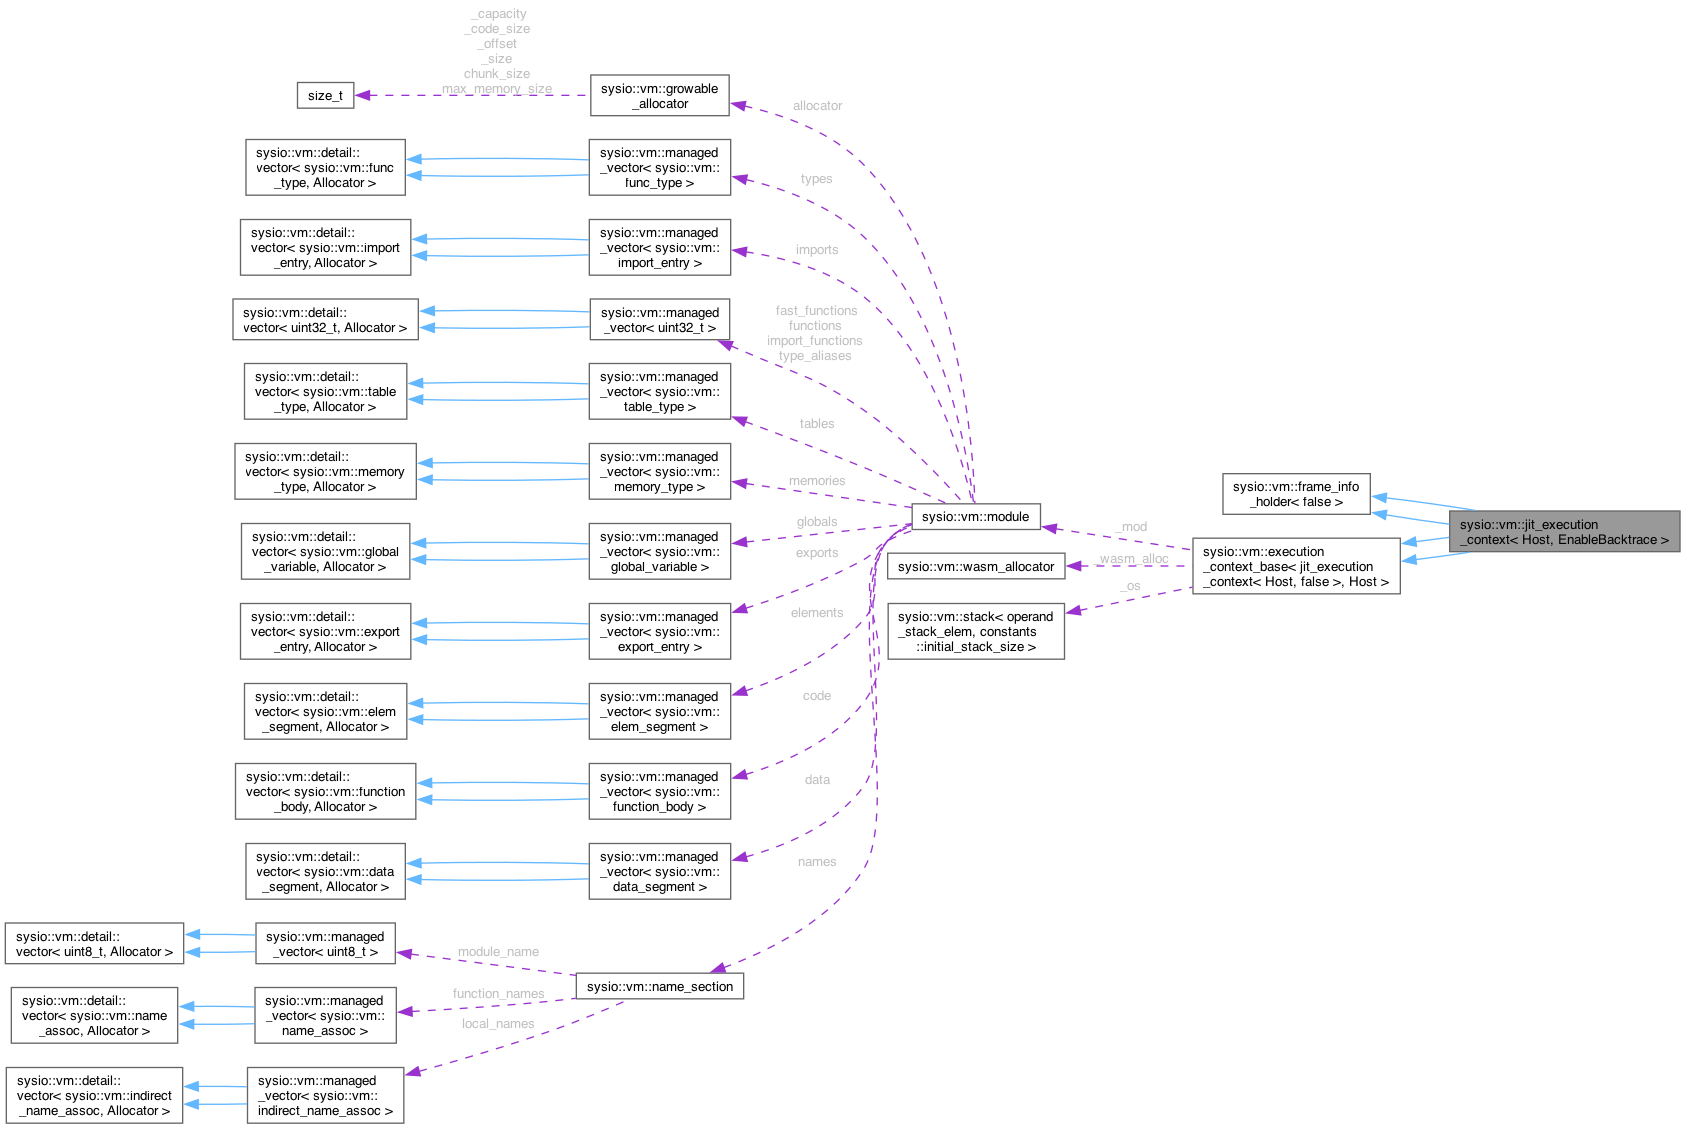 _capacity
_code_size
_offset
_size
chunk_size
max_memory_size
size_t
sysio::vm::growable
_allocator
allocator
sysio::vm::detail::
vector< sysio::vm::func
_type, Allocator >
sysio::vm::managed
_vector< sysio::vm::
func_type >
types
sysio::vm::detail::
vector< sysio::vm::import
_entry, Allocator >
sysio::vm::managed
_vector< sysio::vm::
import_entry >
imports
sysio::vm::detail::
vector< uint32_t, Allocator >
sysio::vm::managed
_vector< uint32_t >
fast_functions
functions
import_functions
type_aliases
sysio::vm::detail::
vector< sysio::vm::table
_type, Allocator >
sysio::vm::managed
_vector< sysio::vm::
table_type >
tables
sysio::vm::detail::
vector< sysio::vm::memory
_type, Allocator >
sysio::vm::managed
_vector< sysio::vm::
memory_type >
memories
sysio::vm::detail::
vector< sysio::vm::global
_variable, Allocator >
sysio::vm::managed
_vector< sysio::vm::
global_variable >
globals
sysio::vm::module
_mod
sysio::vm::frame_info
_holder< false >
sysio::vm::jit_execution
_context< Host, EnableBacktrace >
sysio::vm::wasm_allocator
_wasm_alloc
sysio::vm::execution
_context_base< jit_execution
_context< Host, false >, Host >
_os
sysio::vm::stack< operand
_stack_elem, constants
::initial_stack_size >
exports
sysio::vm::detail::
vector< sysio::vm::export
_entry, Allocator >
sysio::vm::managed
_vector< sysio::vm::
export_entry >
elements
sysio::vm::detail::
vector< sysio::vm::elem
_segment, Allocator >
sysio::vm::managed
_vector< sysio::vm::
elem_segment >
code
sysio::vm::detail::
vector< sysio::vm::function
_body, Allocator >
sysio::vm::managed
_vector< sysio::vm::
function_body >
data
sysio::vm::detail::
vector< sysio::vm::data
_segment, Allocator >
sysio::vm::managed
_vector< sysio::vm::
data_segment >
names
sysio::vm::detail::
vector< uint8_t, Allocator >
sysio::vm::managed
_vector< uint8_t >
module_name
sysio::vm::name_section
sysio::vm::detail::
vector< sysio::vm::name
_assoc, Allocator >
sysio::vm::managed
_vector< sysio::vm::
name_assoc >
function_names
local_names
sysio::vm::detail::
vector< sysio::vm::indirect
_name_assoc, Allocator >
sysio::vm::managed
_vector< sysio::vm::
indirect_name_assoc >